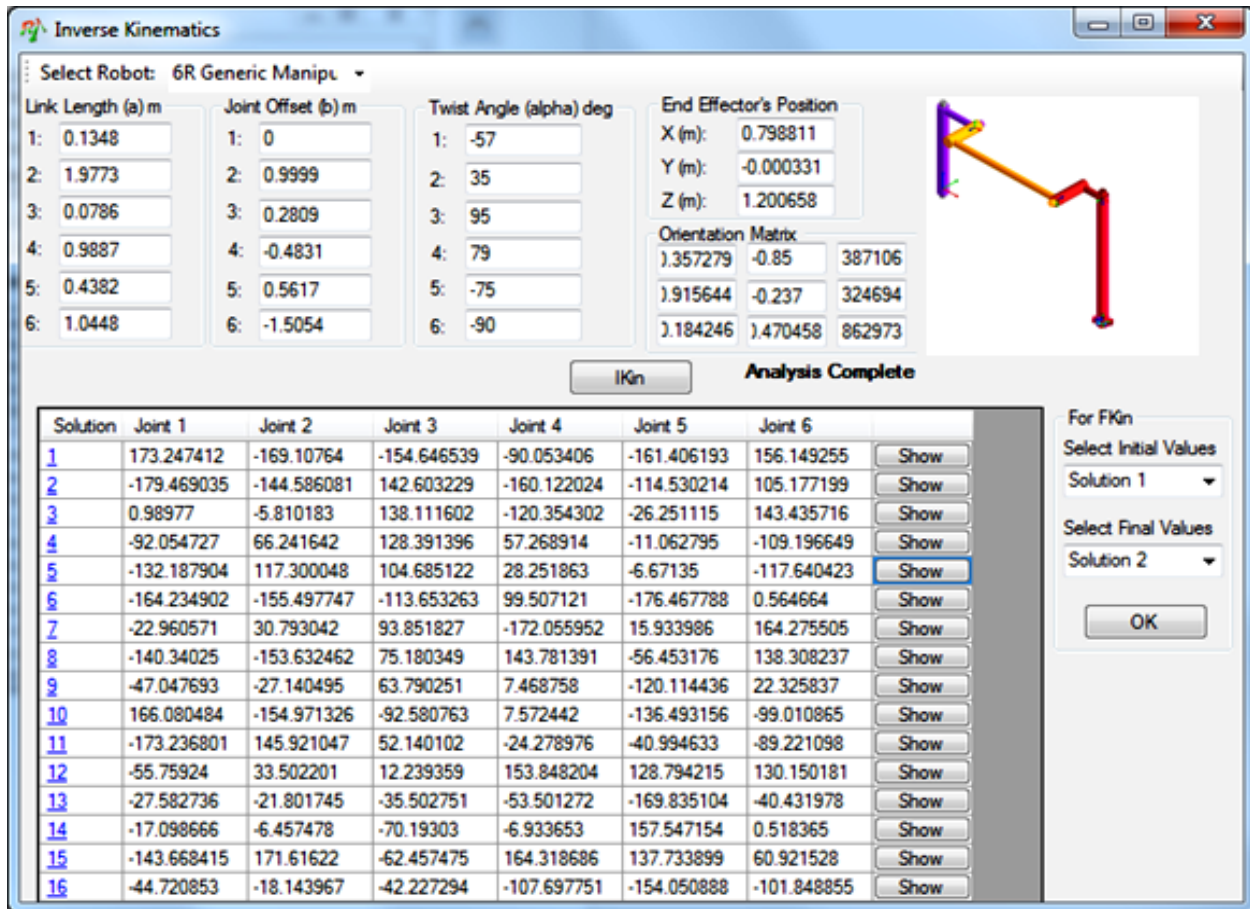 Inverse Kinematics
Select Robot: 6R Generic Manipu
Link Length (a) m Joint Offset (b) m Twist Angle (alpha) deg End Effector's Position
1: 0.1348 1: 0 1: -57 X (m): 0.798811
2: 1.9773 2: 0.9999 2: 35 Y (m): -0.000331
3: 0.0786 3: 0.2809 3: 95 Z (m): 1.200658
Orientation Matrix
4: 0.9887 4: -0.4831 4: 79 ).357279 -0.85 387106
5: 0.4382 5: 0.5617 5: -75 ).915644 -0.237 324694
6: 1.0448 6: -1.5054 6: -90 ).184246 ).470458 862973
IKin Analysis Complete
Solution Joint 1 Joint 2 Joint 3 Joint 4 Joint 5 Joint 6
1 173.247412 -169.10764 -154.646539 -90.053406 -161.406193 156.149255 Show
2 -179.469035 -144.586081 142.603229 -160.122024 -114.530214 105.177199 Show
3 0.98977 -5.810183 138.111602 -120.354302 -26.251115 143.435716 Show
4 -92.054727 66.241642 128.391396 57.268914 -11.062795 -109.196649 Show
5 -132.187904 117.300048 104.685122 28.251863 -6.67135 -117.640423 Show
6 -164.234902 -155.497747 -113.653263 99.507121 -176.467788 0.564664 Show
7 -22.960571 30.793042 93.851827 -172.055952 15.933986 164.275505 Show
8 -140.34025 -153.632462 75.180349 143.781391 -56.453176 138.308237 Show
9 -47.047693 -27.140495 63.790251 7.468758 -120.114436 22.325837 Show
10 166.080484 -154.971326 -92.580763 7.572442 -136.493156 -99.010865 Show
11 -173.236801 145.921047 52.140102 -24.278976 -40.994633 -89.221098 Show
12 -55.75924 33.502201 12.239359 153.848204 128.794215 130.150181 Show
13 -27.582736 -21.801745 -35.502751 -53.501272 -169.835104 -40.431978 Show
14 -17.098666 -6.457478 -70.19303 -6.933653 157.547154 0.518365 Show
15 -143.668415 171.61622 -62.457475 164.318686 137.733899 60.921528 Show
16 -44.720853 -18.143967 -42.227294 -107.697751 -154.050888 -101.848855 Show
For FKin
Select Initial Values
Solution 1
Select Final Values
Solution 2
OK